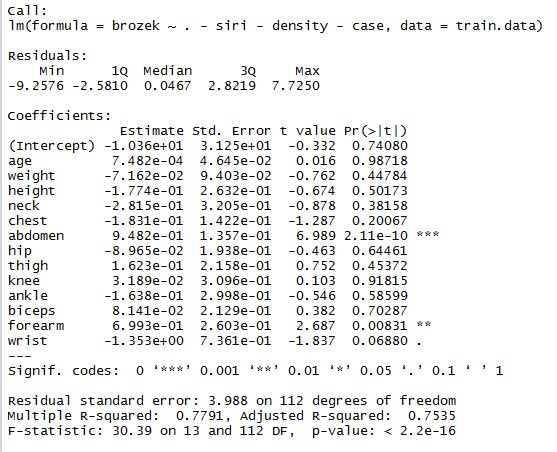 Call:
lm(formula = brozek ~ . - siri - density - case, data = train.data)
Residuals:
Min 1Q Median 3Q Max
-9.2576 -2.5810 0.0467 2.8219 7.7250
Coefficients:
Estimate Std. Error t value Pr(>|t|)
(Intercept) -1.036e+01 3.125e+01 -0.332 0.74080
age 7.482e-04 4.645e-02 0.016 0.98718
weight -7.162e-02 9.403e-02 -0.762 0.44784
height -1.774e-01 2.632e-01 -0.674 0.50173
neck -2.815e-01 3.205e-01 -0.878 0.38158
chest -1.831e-01 1.422e-01 -1.287 0.20067
abdomen 9.482e-01 1.357e-01 6.989 2.11e-10 ***
hip -8.965e-02 1.938e-01 -0.463 0.64461
thigh 1.623e-01 2.158e-01 0.752 0.45372
knee 3.189e-02 3.096e-01 0.103 0.91815
ankle -1.638e-01 2.998e-01 -0.546 0.58599
biceps 8.141e-02 2.129e-01 0.382 0.70287
forearm 6.993e-01 2.603e-01 2.687 0.00831 **
wrist -1.353e+00 7.361e-01 -1.837 0.06880 .
---
Signif. codes: 0 ‘***’ 0.001 ‘**’ 0.01 ‘*’ 0.05 ‘.’ 0.1 ‘ ’ 1
Residual standard error: 3.988 on 112 degrees of freedom
Multiple R-squared: 0.7791, Adjusted R-squared: 0.7535
F-statistic: 30.39 on 13 and 112 DF, p-value: < 2.2e-16